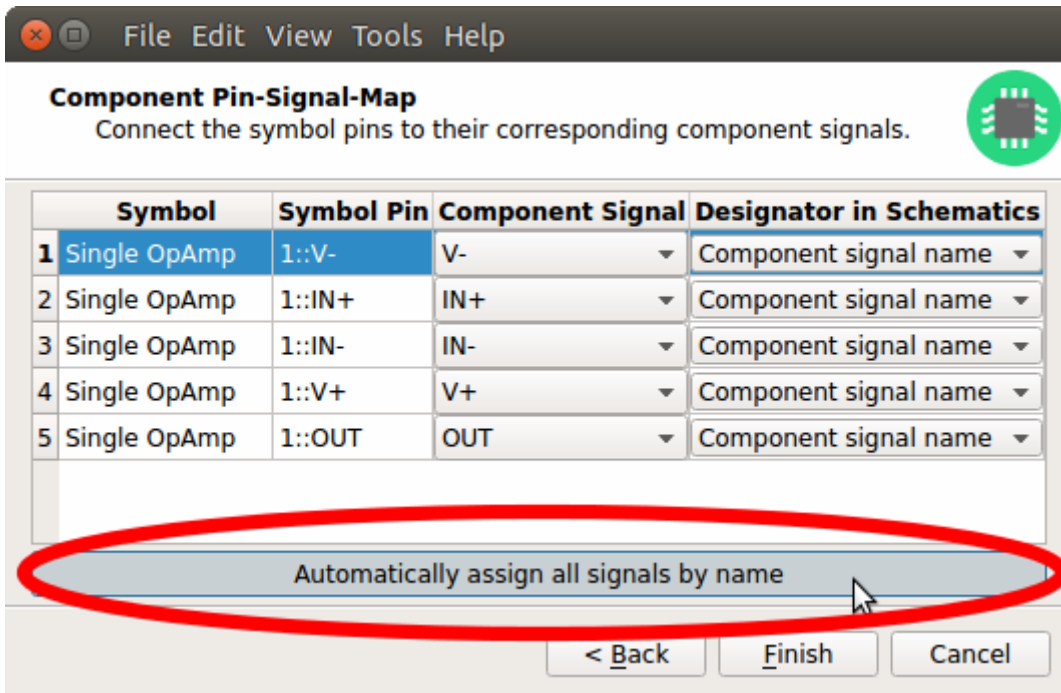 File Edit View Tools Help
Component Pin-Signal-Map
Connect the symbol pins to their corresponding component signals.
Symbol Symbol Pin Component Signal Designator in Schematics
1 Single OpAmp 1::V- V- Component signal name
2 Single OpAmp 1::IN+ IN+ Component signal name
3 Single OpAmp 1::IN- IN- Component signal name
4 Single OpAmp 1::V+ V+ Component signal name
5 Single OpAmp 1::OUT OUT Component signal name
Automatically assign all signals by name
< Back Finish Cancel